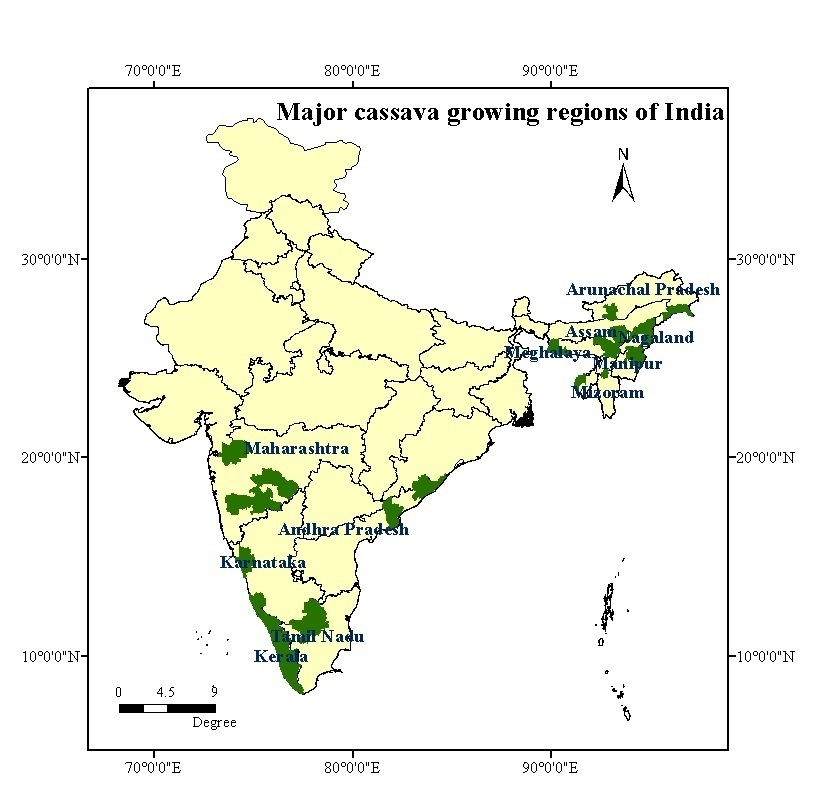 70°0'0"E 80°0'0"E 90°0'0"E
Major cassava growing regions of India
N
30°0'0"N 30°0'0"N
Arunachal Pradesh
Assam Nagaland
Meghalaya Manipur
Mizoram
Maharashtra
20°0'0"N 20°0'0"N
Andhra Pradesh
Karnataka
Tamil Nadu
Kerala
10°0'0"N 10°0'0"N
0 4.5 9
Degree
70°0'0"E 80°0'0"E 90°0'0"E